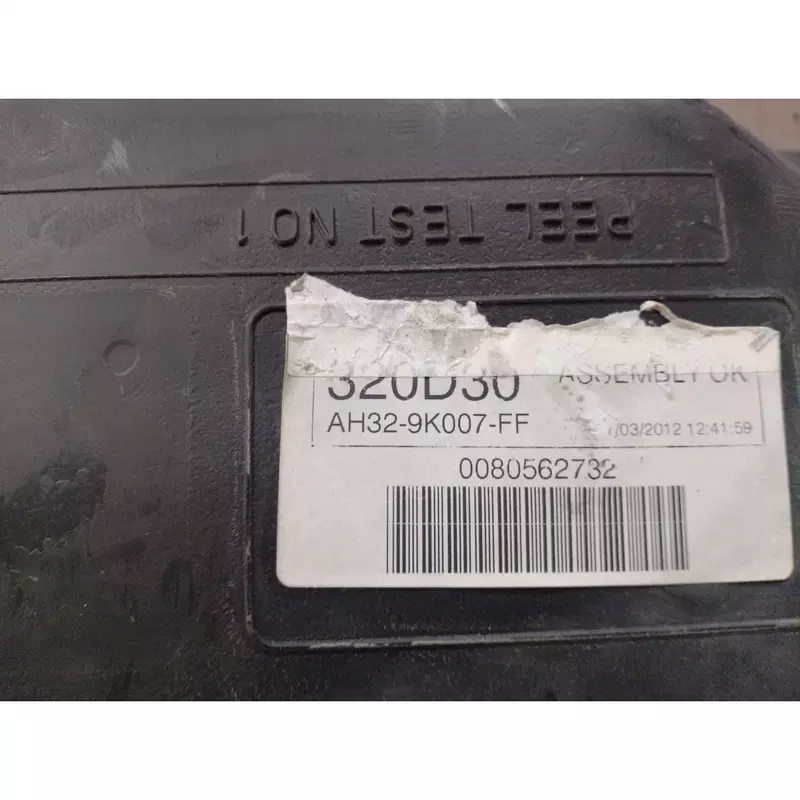 PEEL TEST NO 1
320D30
ASSEMBLY OK
AH32-9K007-FF
/03/2012 12:41:59
0080562732